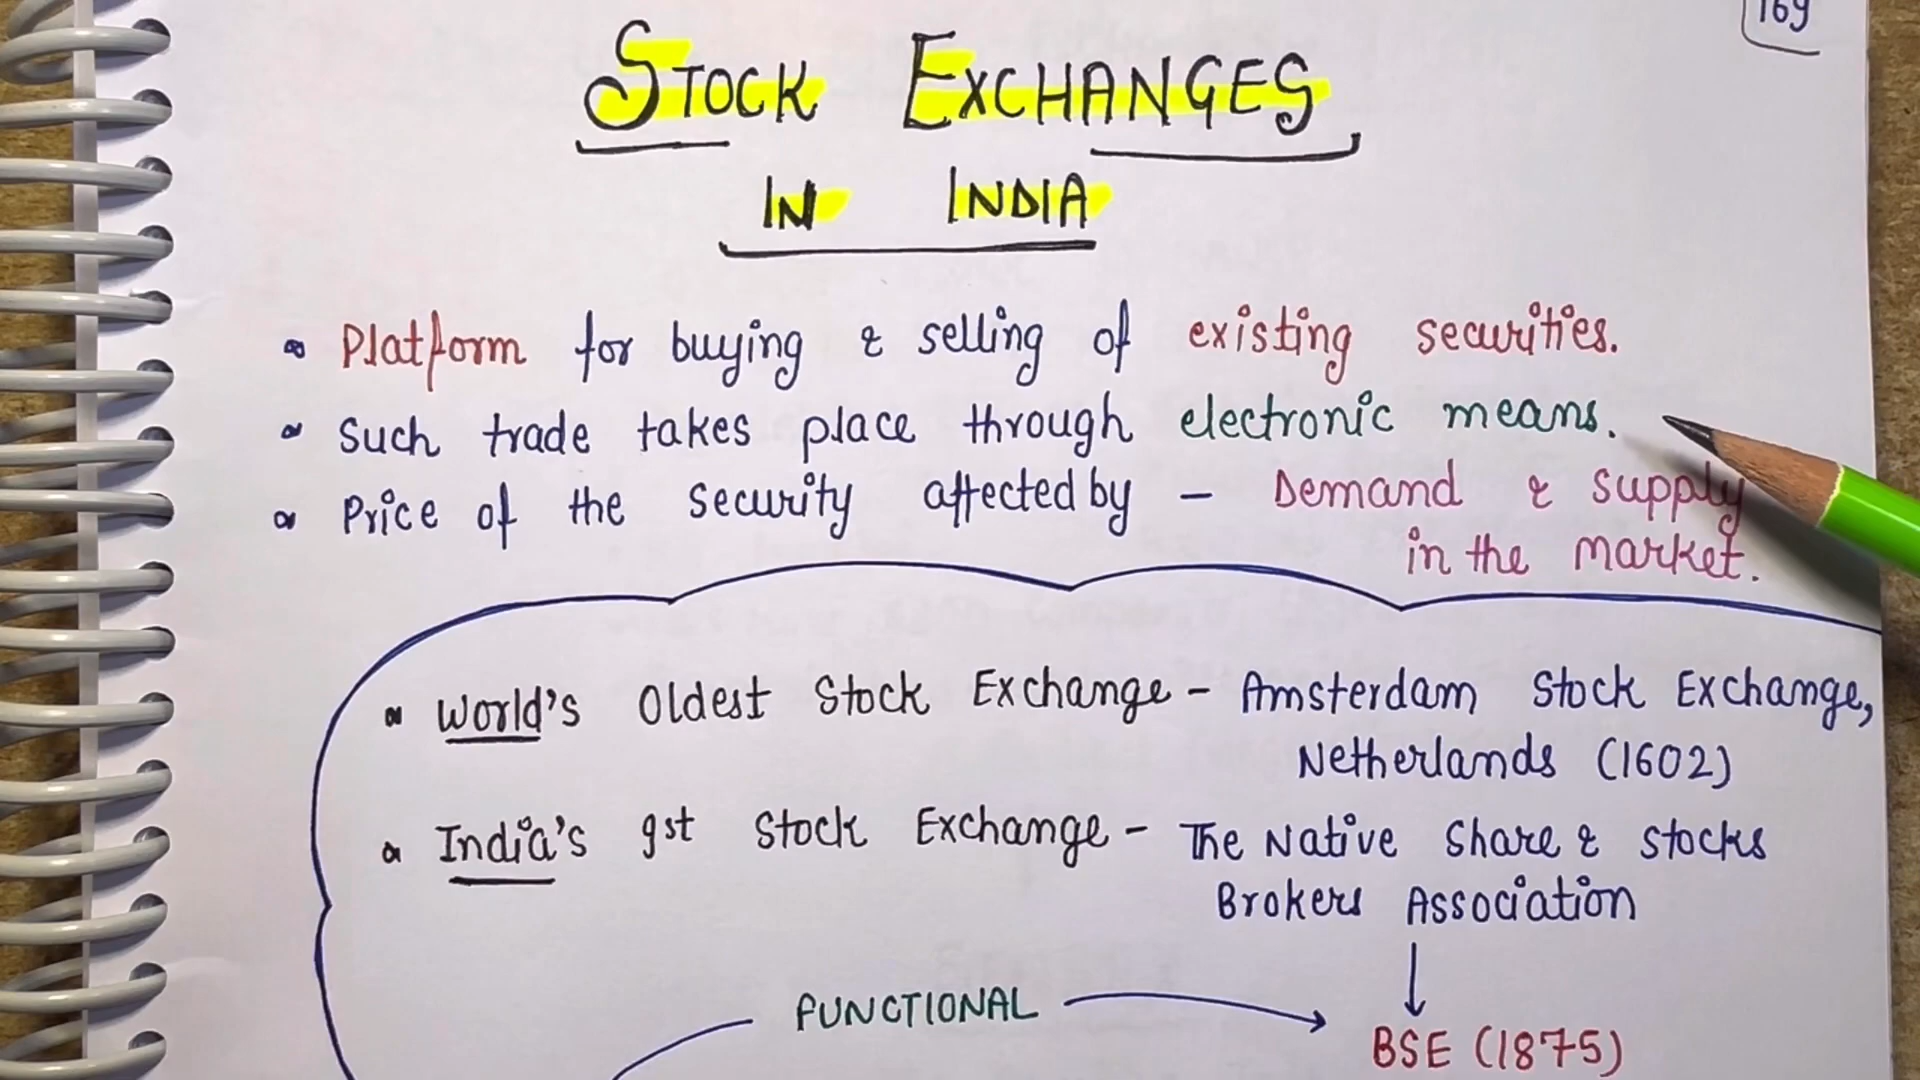 169
STOCK EXCHANGES
IN INDIA
Platform for buying & selling of existing securities.
Such trade takes place through electronic means.
Price of the security affected by - Demand & supply
in the market.
World's Oldest Stock Exchange - Amsterdam Stock Exchange,
Netherlands (1602)
India's 1st Stock Exchange - The Native Share & Stocks
Brokers Association
FUNCTIONAL
BSE (1875)